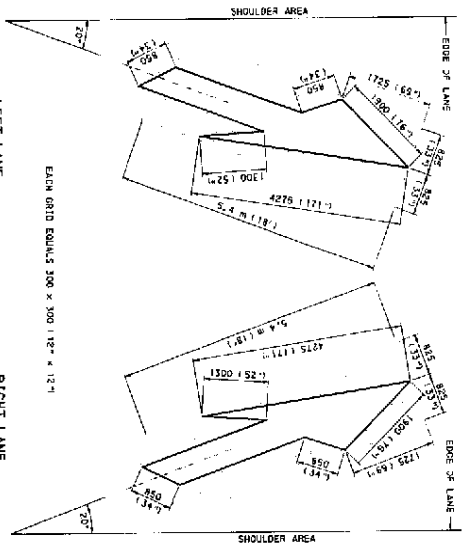 SHOULDER AREA
EDGE OF LANE
20°
850
(34")
850
(34")
1725 (69")
1900 (76")
825
(33")
825
(33")
1300 (52")
4275 (171")
5.4 m (18')
LEFT LANE
EACH GRID EQUALS 300 x 300 (12" x 12")
RIGHT LANE
5.4 m (18')
4275 (171")
1300 (52")
825
(33")
825
(33")
1900 (76")
1725 (69")
850
(34")
850
(34")
20°
EDGE OF LANE
SHOULDER AREA